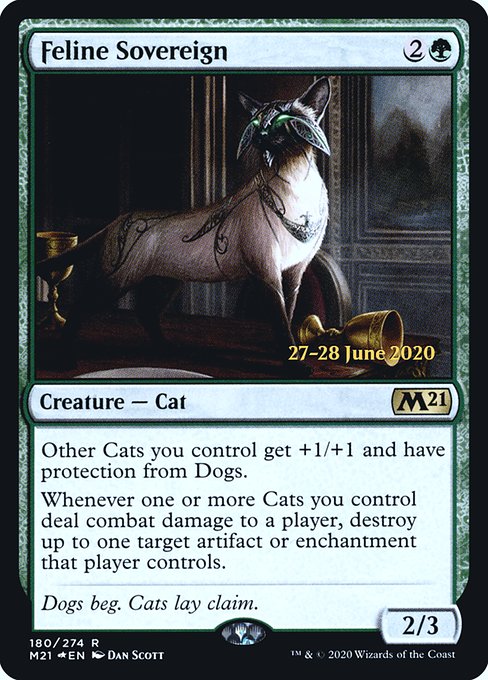 Feline Sovereign 2
27–28 June 2020
Creature — Cat M21
Other Cats you control get +1/+1 and have
protection from Dogs.
Whenever one or more Cats you control
deal combat damage to a player, destroy
up to one target artifact or enchantment
that player controls.
Dogs beg. Cats lay claim.
2/3
180/274 R
M21 ★ EN Dan Scott
™ & © 2020 Wizards of the Coast